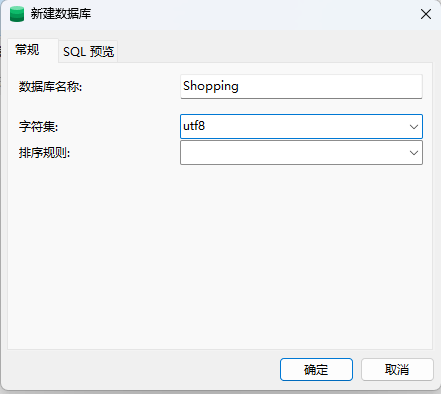 新建数据库
常规
SQL 预览
数据库名称:
Shopping
字符集:
utf8
排序规则:
确定
取消